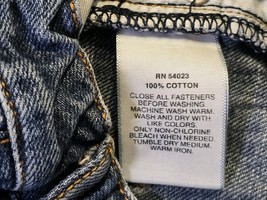 RN 54023
100% COTTON
CLOSE ALL FASTENERS
BEFORE WASHING.
MACHINE WASH WARM.
WASH AND DRY WITH
LIKE COLORS.
ONLY NON-CHLORINE
BLEACH WHEN NEEDED.
TUMBLE DRY MEDIUM.
WARM IRON.